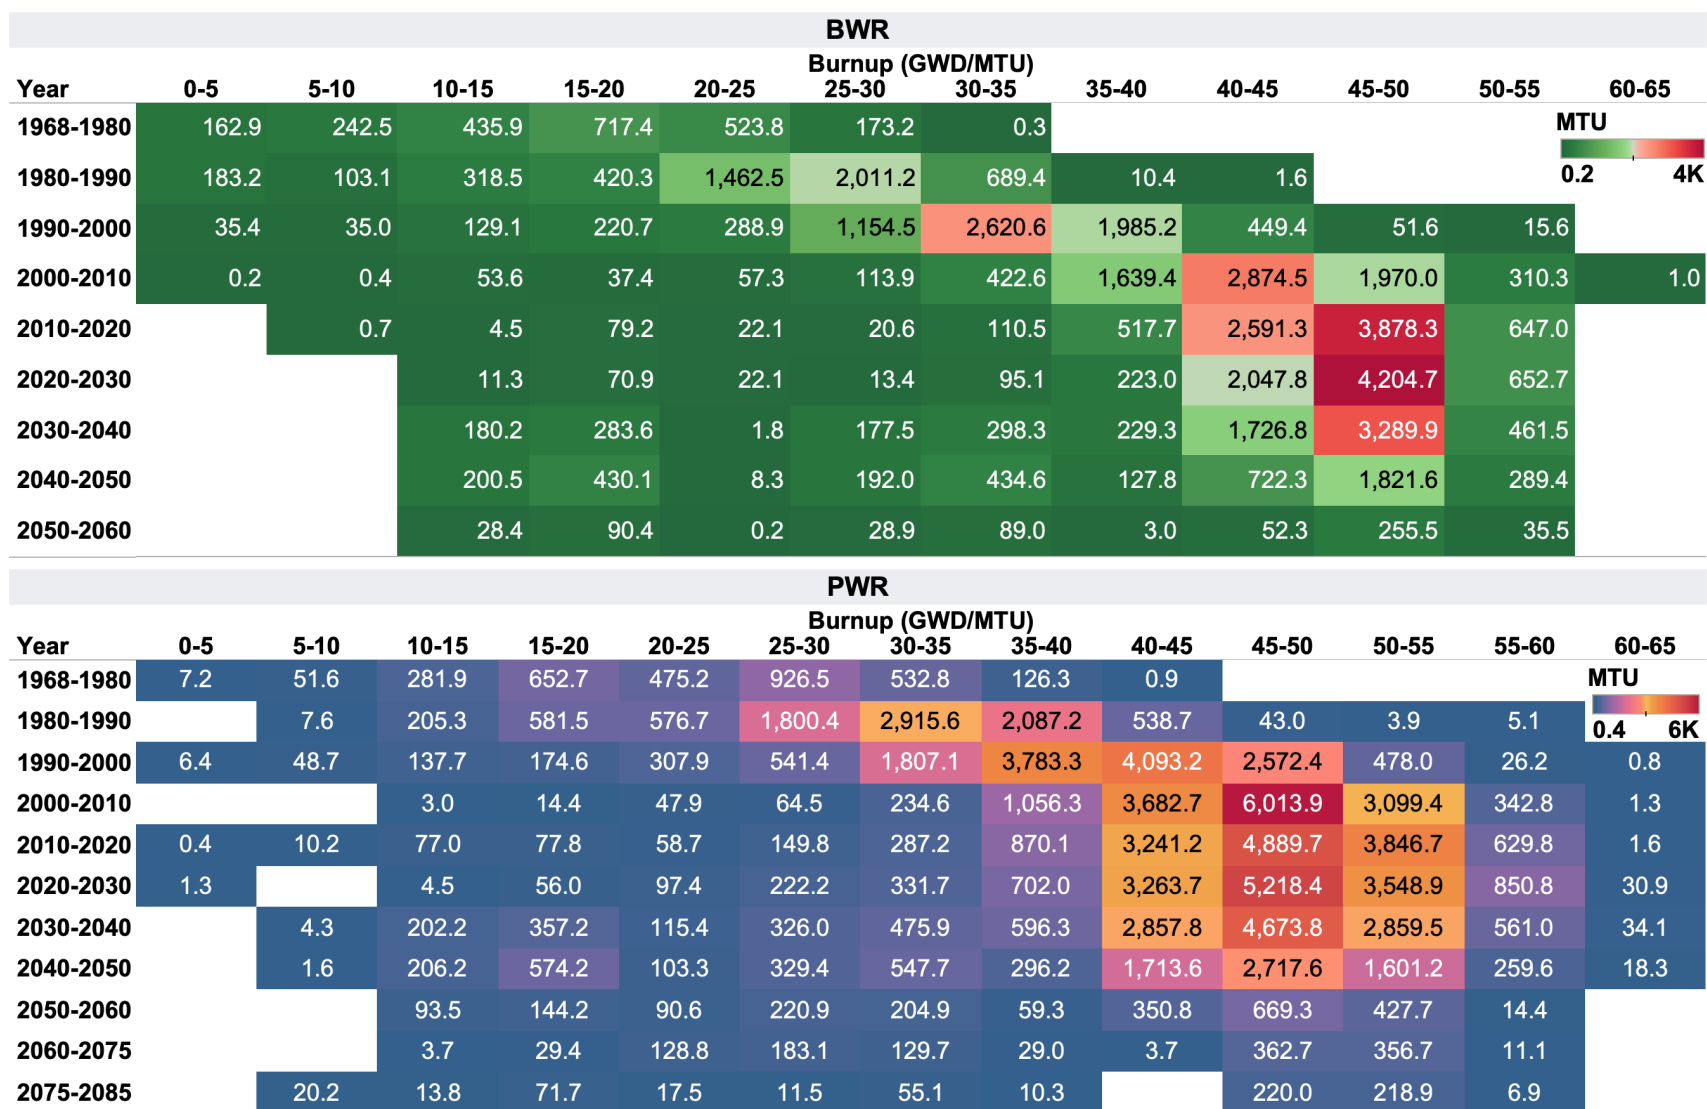 BWR
Burnup (GWD/MTU)
Year 0-5 5-10 10-15 15-20 20-25 25-30 30-35 35-40 40-45 45-50 50-55 60-65
1968-1980 162.9 242.5 435.9 717.4 523.8 173.2 0.3
MTU
0.2 4K
1980-1990 183.2 103.1 318.5 420.3 1,462.5 2,011.2 689.4 10.4 1.6
1990-2000 35.4 35.0 129.1 220.7 288.9 1,154.5 2,620.6 1,985.2 449.4 51.6 15.6
2000-2010 0.2 0.4 53.6 37.4 57.3 113.9 422.6 1,639.4 2,874.5 1,970.0 310.3 1.0
2010-2020 0.7 4.5 79.2 22.1 20.6 110.5 517.7 2,591.3 3,878.3 647.0
2020-2030 11.3 70.9 22.1 13.4 95.1 223.0 2,047.8 4,204.7 652.7
2030-2040 180.2 283.6 1.8 177.5 298.3 229.3 1,726.8 3,289.9 461.5
2040-2050 200.5 430.1 8.3 192.0 434.6 127.8 722.3 1,821.6 289.4
2050-2060 28.4 90.4 0.2 28.9 89.0 3.0 52.3 255.5 35.5
PWR
Burnup (GWD/MTU)
Year 0-5 5-10 10-15 15-20 20-25 25-30 30-35 35-40 40-45 45-50 50-55 55-60 60-65
1968-1980 7.2 51.6 281.9 652.7 475.2 926.5 532.8 126.3 0.9
MTU
0.4 6K
1980-1990 7.6 205.3 581.5 576.7 1,800.4 2,915.6 2,087.2 538.7 43.0 3.9 5.1
1990-2000 6.4 48.7 137.7 174.6 307.9 541.4 1,807.1 3,783.3 4,093.2 2,572.4 478.0 26.2 0.8
2000-2010 3.0 14.4 47.9 64.5 234.6 1,056.3 3,682.7 6,013.9 3,099.4 342.8 1.3
2010-2020 0.4 10.2 77.0 77.8 58.7 149.8 287.2 870.1 3,241.2 4,889.7 3,846.7 629.8 1.6
2020-2030 1.3 4.5 56.0 97.4 222.2 331.7 702.0 3,263.7 5,218.4 3,548.9 850.8 30.9
2030-2040 4.3 202.2 357.2 115.4 326.0 475.9 596.3 2,857.8 4,673.8 2,859.5 561.0 34.1
2040-2050 1.6 206.2 574.2 103.3 329.4 547.7 296.2 1,713.6 2,717.6 1,601.2 259.6 18.3
2050-2060 93.5 144.2 90.6 220.9 204.9 59.3 350.8 669.3 427.7 14.4
2060-2075 3.7 29.4 128.8 183.1 129.7 29.0 3.7 362.7 356.7 11.1
2075-2085 20.2 13.8 71.7 17.5 11.5 55.1 10.3 220.0 218.9 6.9